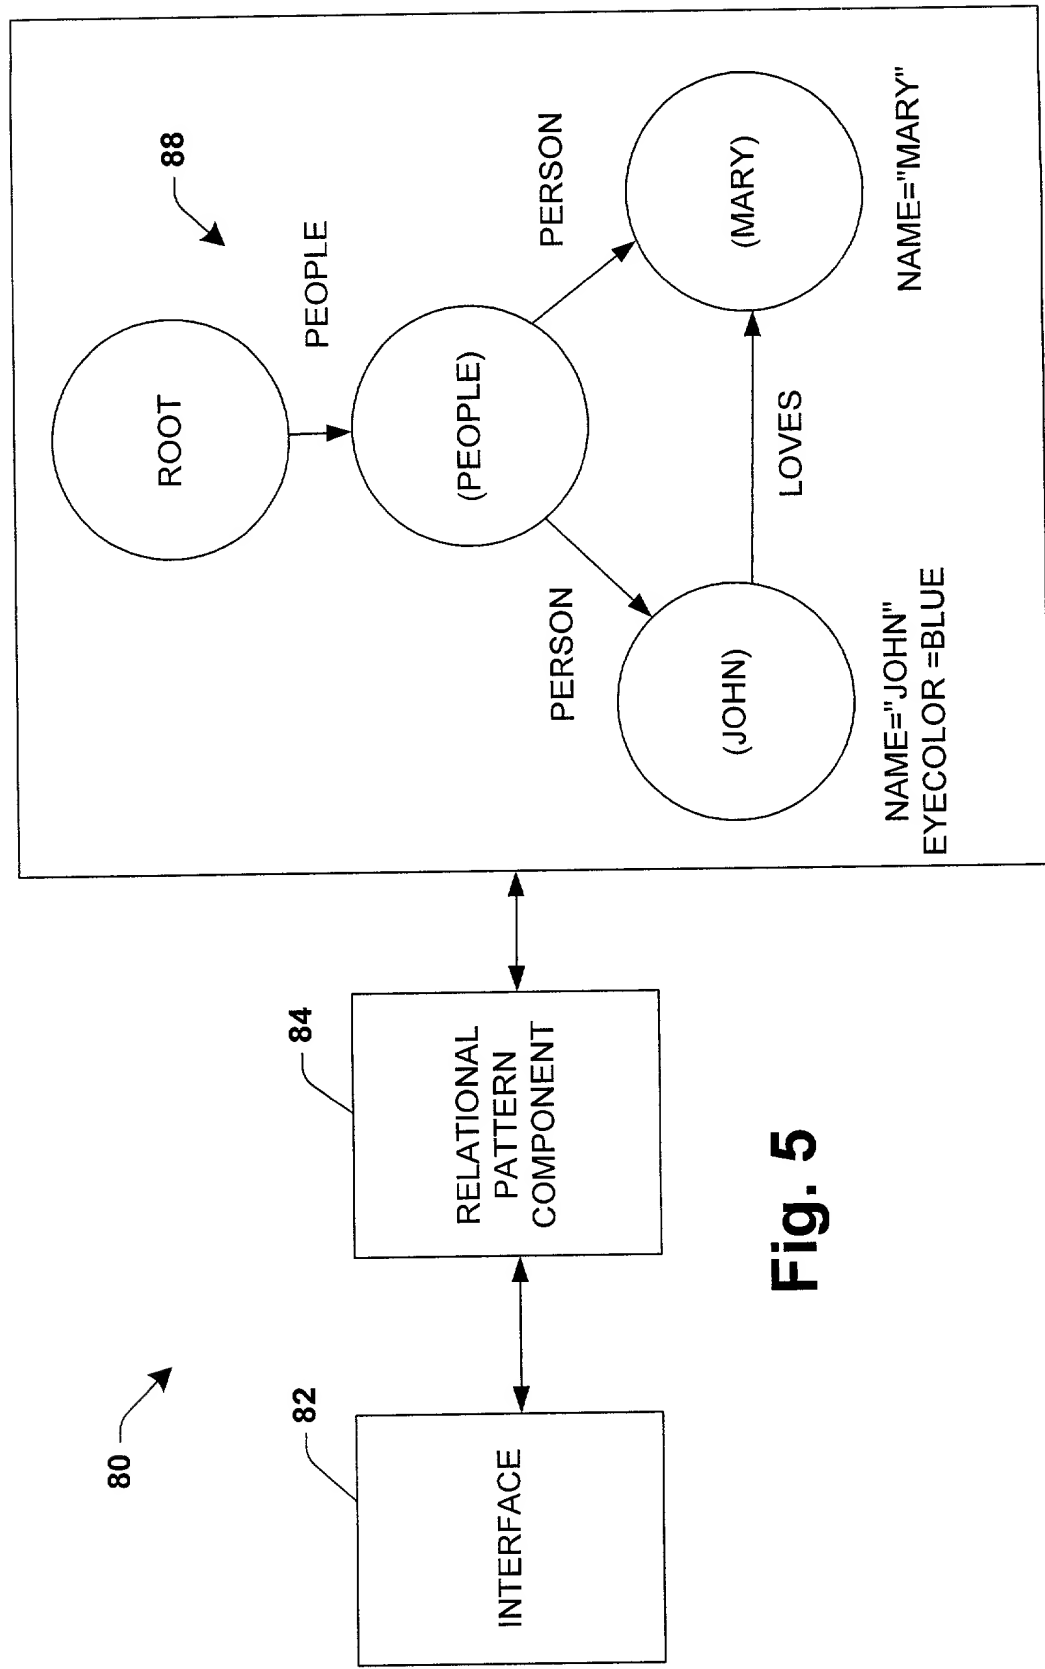 80
82
INTERFACE
84
RELATIONAL
PATTERN
COMPONENT
88
ROOT
PEOPLE
(PEOPLE)
PERSON
PERSON
(JOHN)
LOVES
(MARY)
NAME="JOHN"
EYECOLOR =BLUE
NAME="MARY"
Fig. 5